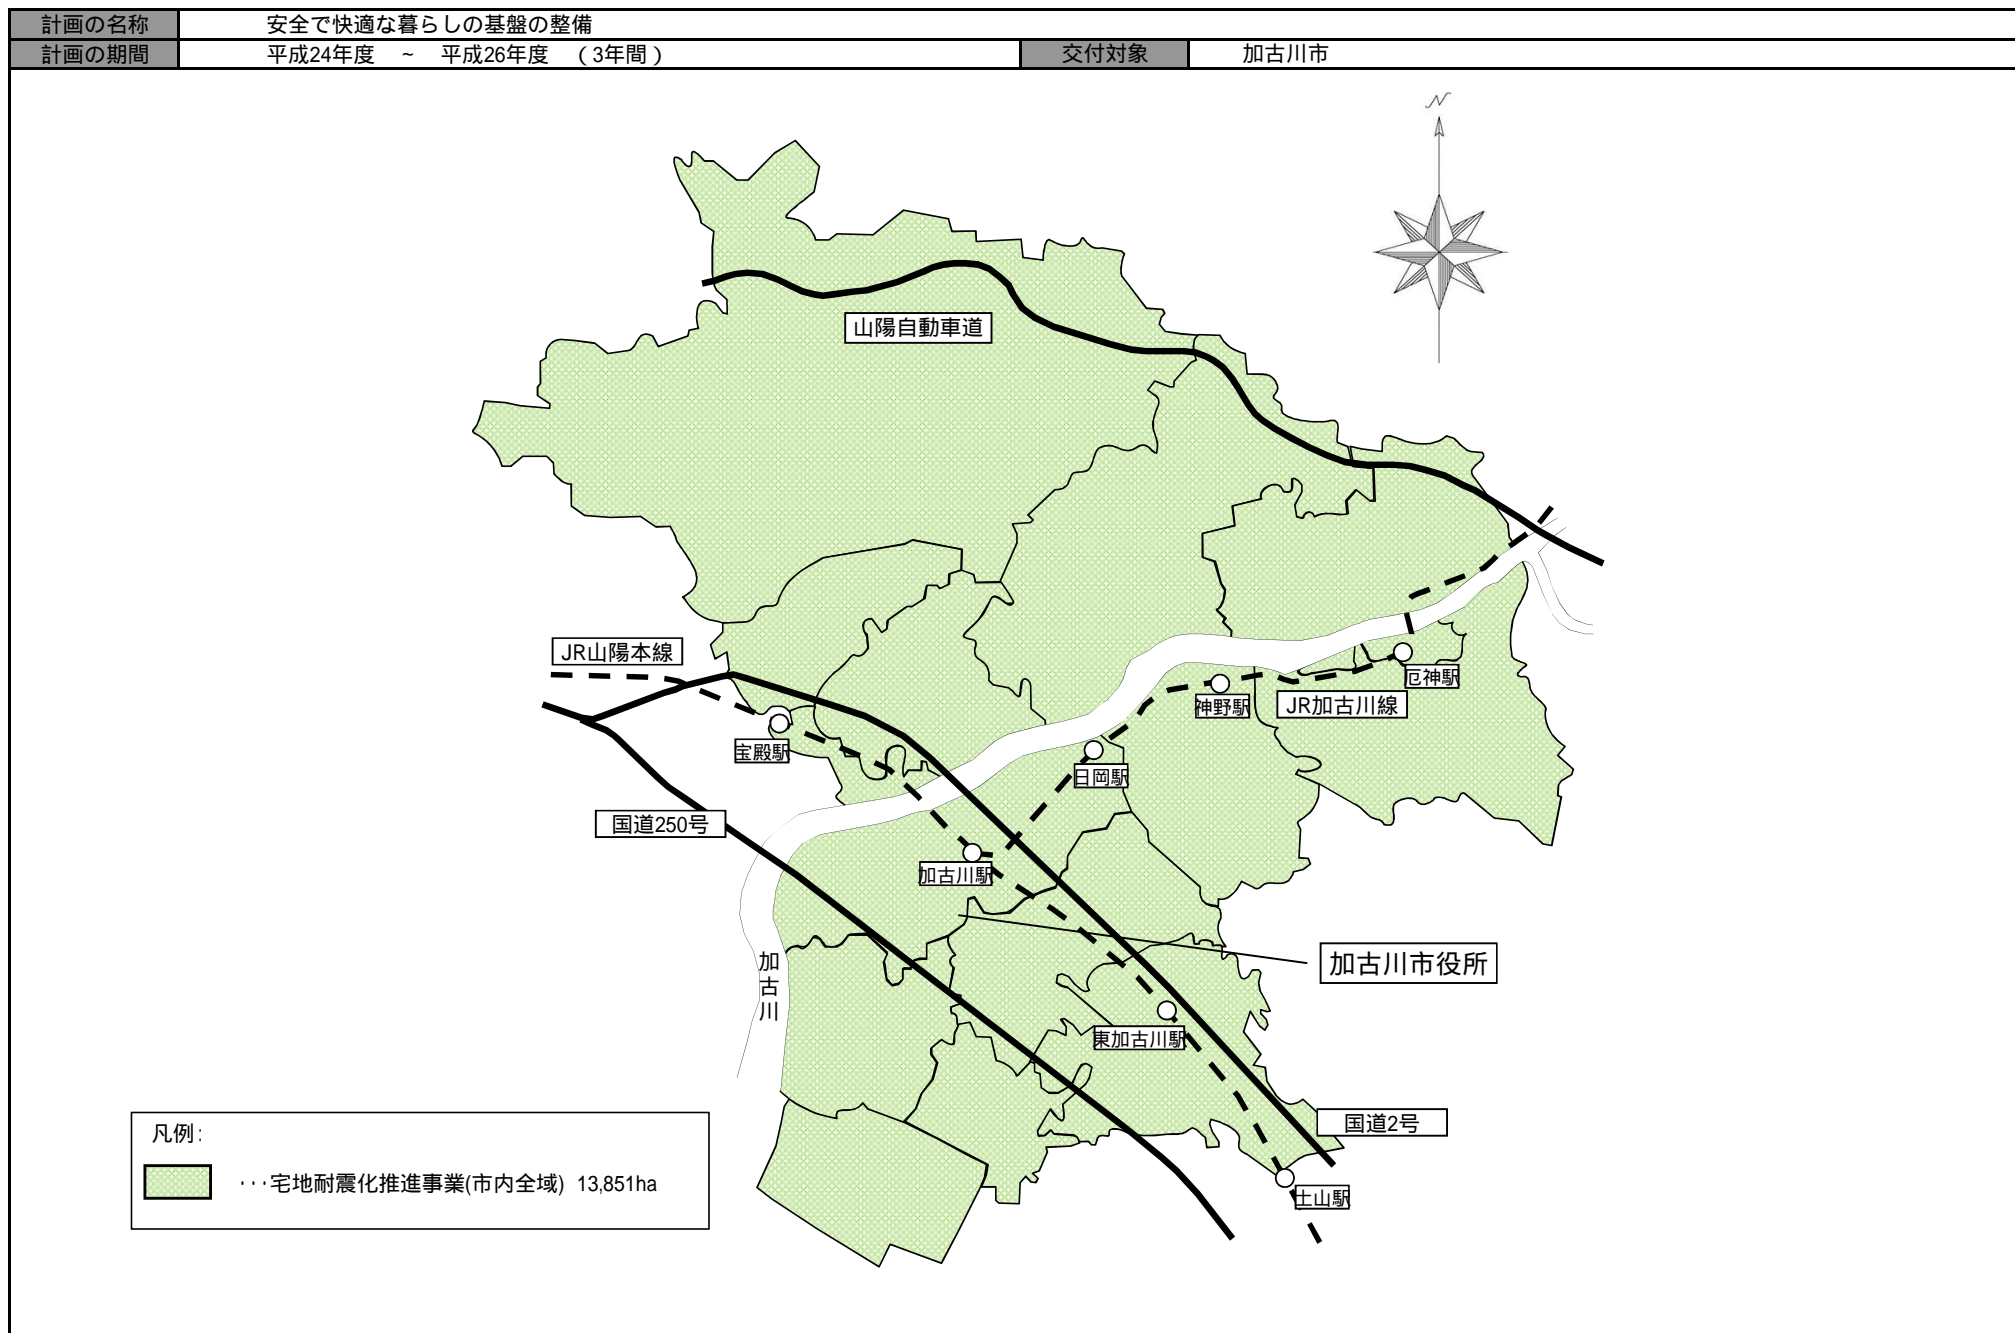 計画の名称 安全で快適な暮らしの基盤の整備
計画の期間 平成24年度 ~ 平成26年度 (3年間) 交付対象 加古川市
N
山陽自動車道
JR山陽本線
厄神駅
神野駅
JR加古川線
宝殿駅
日岡駅
国道250号
加古川駅
加古川市役所
加古川
東加古川駅
国道2号
土山駅
凡例:
···宅地耐震化推進事業(市内全域) 13,851ha